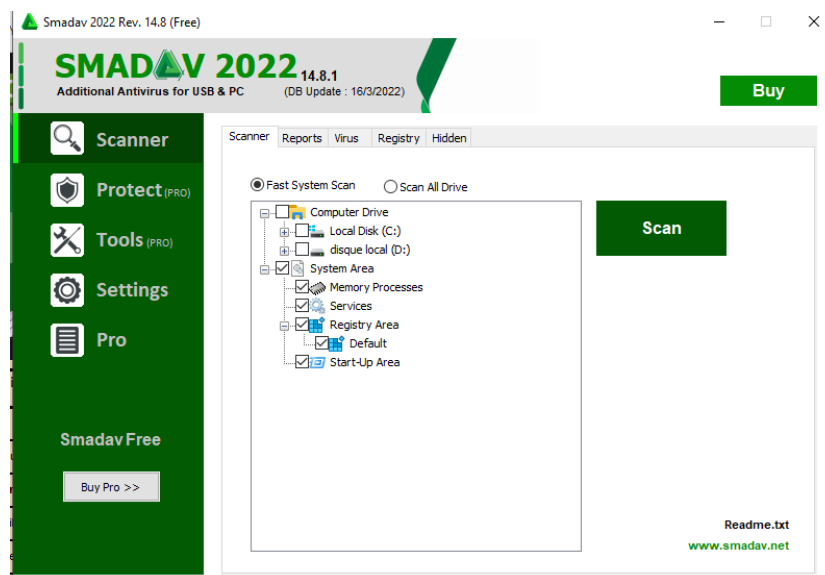 Smadav 2022 Rev. 14.8 (Free)
SMADAV 2022 14.8.1
Additional Antivirus for USB & PC (DB Update : 16/3/2022)
Buy
Scanner
Protect (PRO)
Tools (PRO)
Settings
Pro
Smadav Free
Buy Pro >>
Scanner Reports Virus Registry Hidden
Fast System Scan Scan All Drive
Computer Drive
Local Disk (C:)
disque local (D:)
System Area
Memory Processes
Services
Registry Area
Default
Start-Up Area
Scan
Readme.txt
www.smadav.net